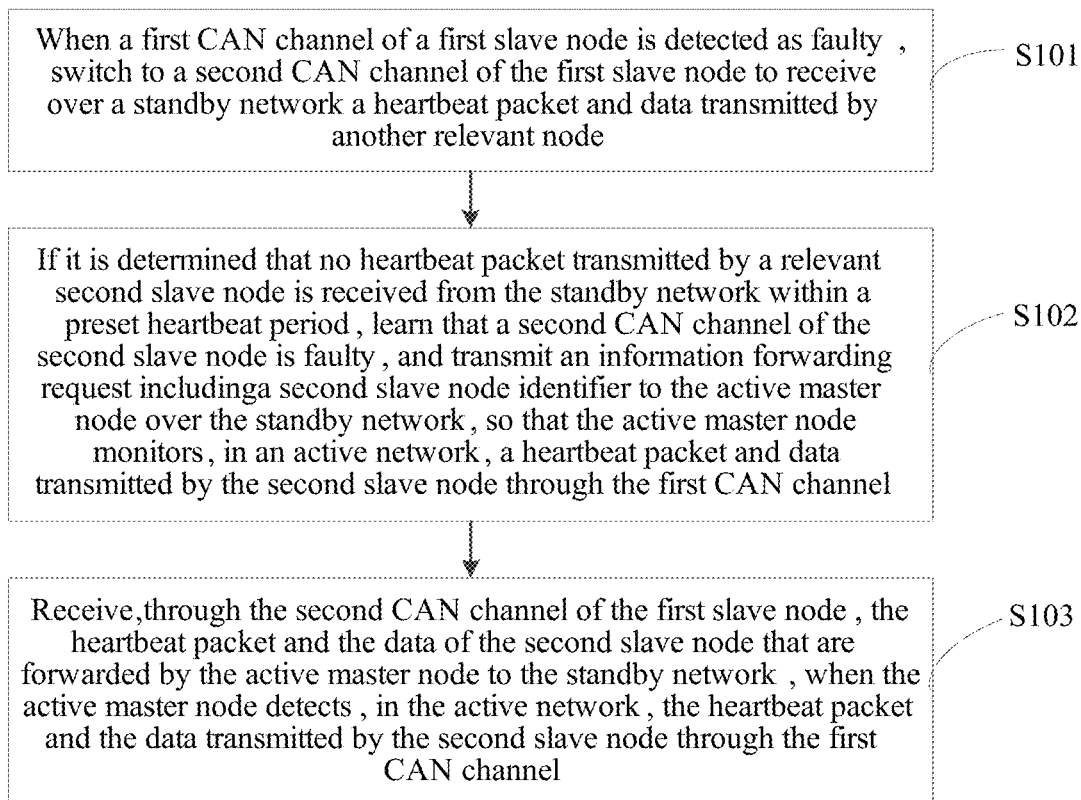 When a first CAN channel of a first slave node is detected as faulty ,
switch to a second CAN channel of the first slave node to receive
over a standby network a heartbeat packet and data transmitted by
another relevant node
S101
If it is determined that no heartbeat packet transmitted by a relevant
second slave node is received from the standby network within a
preset heartbeat period , learn that a second CAN channel of the
second slave node is faulty , and transmit an information forwarding
request includinga second slave node identifier to the active master
node over the standby network , so that the active master node
monitors , in an active network , a heartbeat packet and data
transmitted by the second slave node through the first CAN channel
S102
Receive,through the second CAN channel of the first slave node , the
heartbeat packet and the data of the second slave node that are
forwarded by the active master node to the standby network , when the
active master node detects , in the active network , the heartbeat packet
and the data transmitted by the second slave node through the first
CAN channel
S103